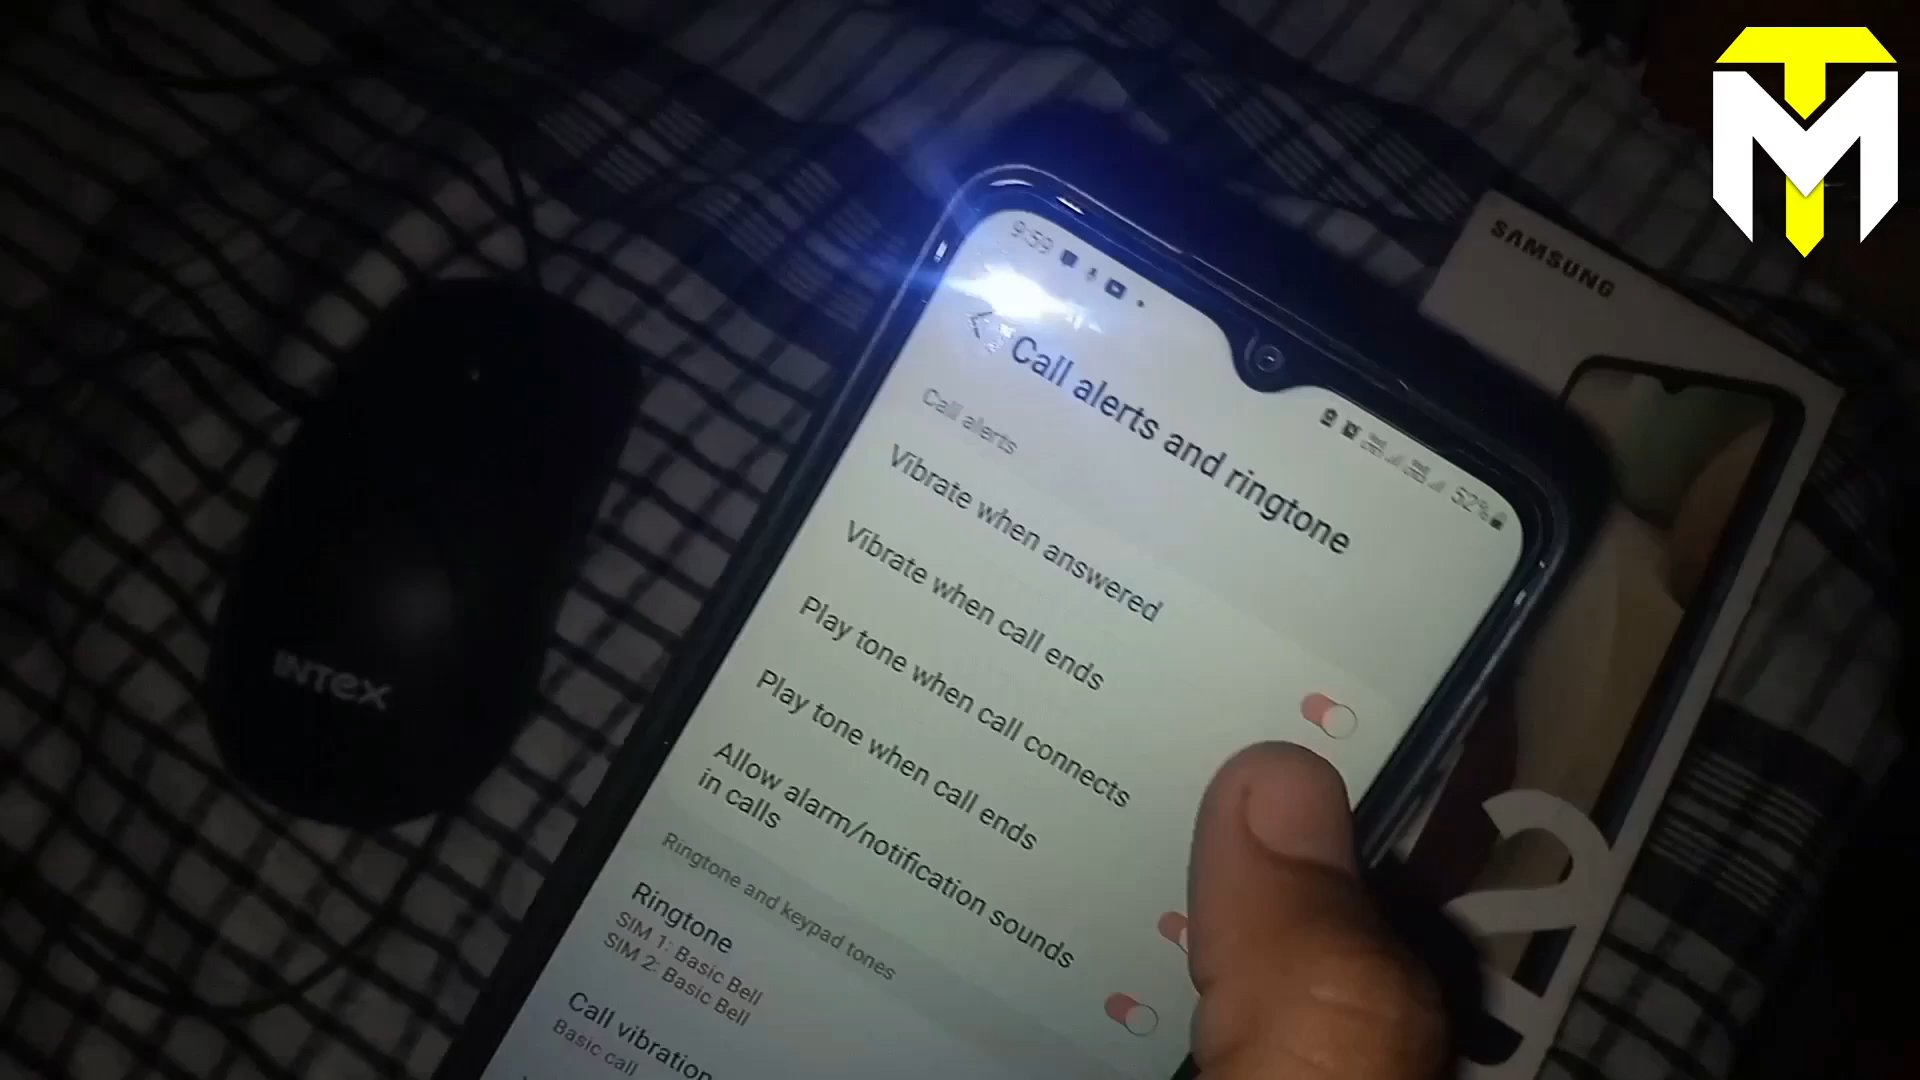 9:59
52%
Call alerts and ringtone
Call alerts
Vibrate when answered
Vibrate when call ends
Play tone when call connects
Play tone when call ends
Allow alarm/notification sounds
in calls
Ringtone and keypad tones
Ringtone
SIM 1: Basic Bell
SIM 2: Basic Bell
Call vibration
Basic call
INTEX
SAMSUNG
TM